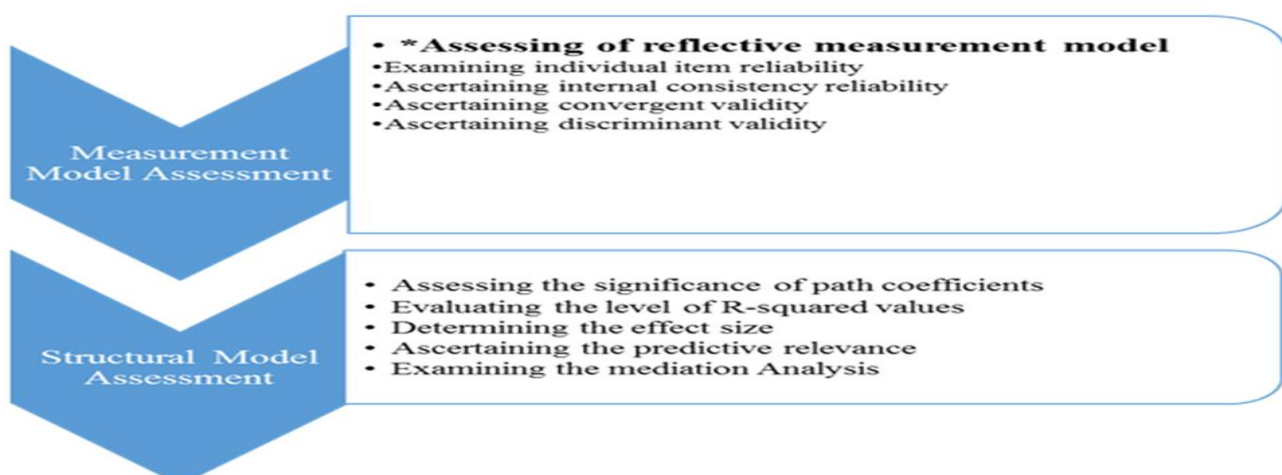 Measurement
Model Assessment
• *Assessing of reflective measurement model
•Examining individual item reliability
•Ascertaining internal consistency reliability
•Ascertaining convergent validity
•Ascertaining discriminant validity
Structural Model
Assessment
• Assessing the significance of path coefficients
• Evaluating the level of R-squared values
• Determining the effect size
• Ascertaining the predictive relevance
• Examining the mediation Analysis